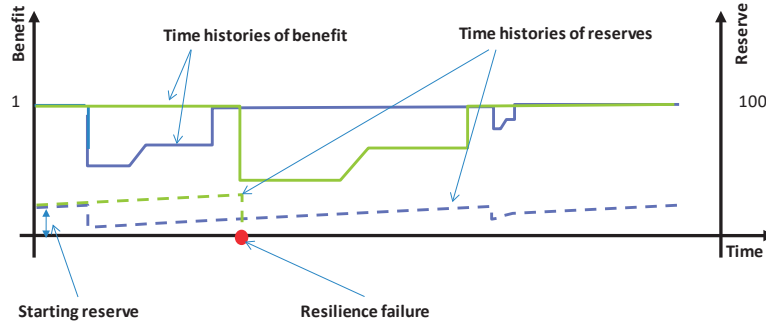 Benefit
Time histories of benefit
Time histories of reserves
Reserve
1
100
Time
Starting reserve
Resilience failure